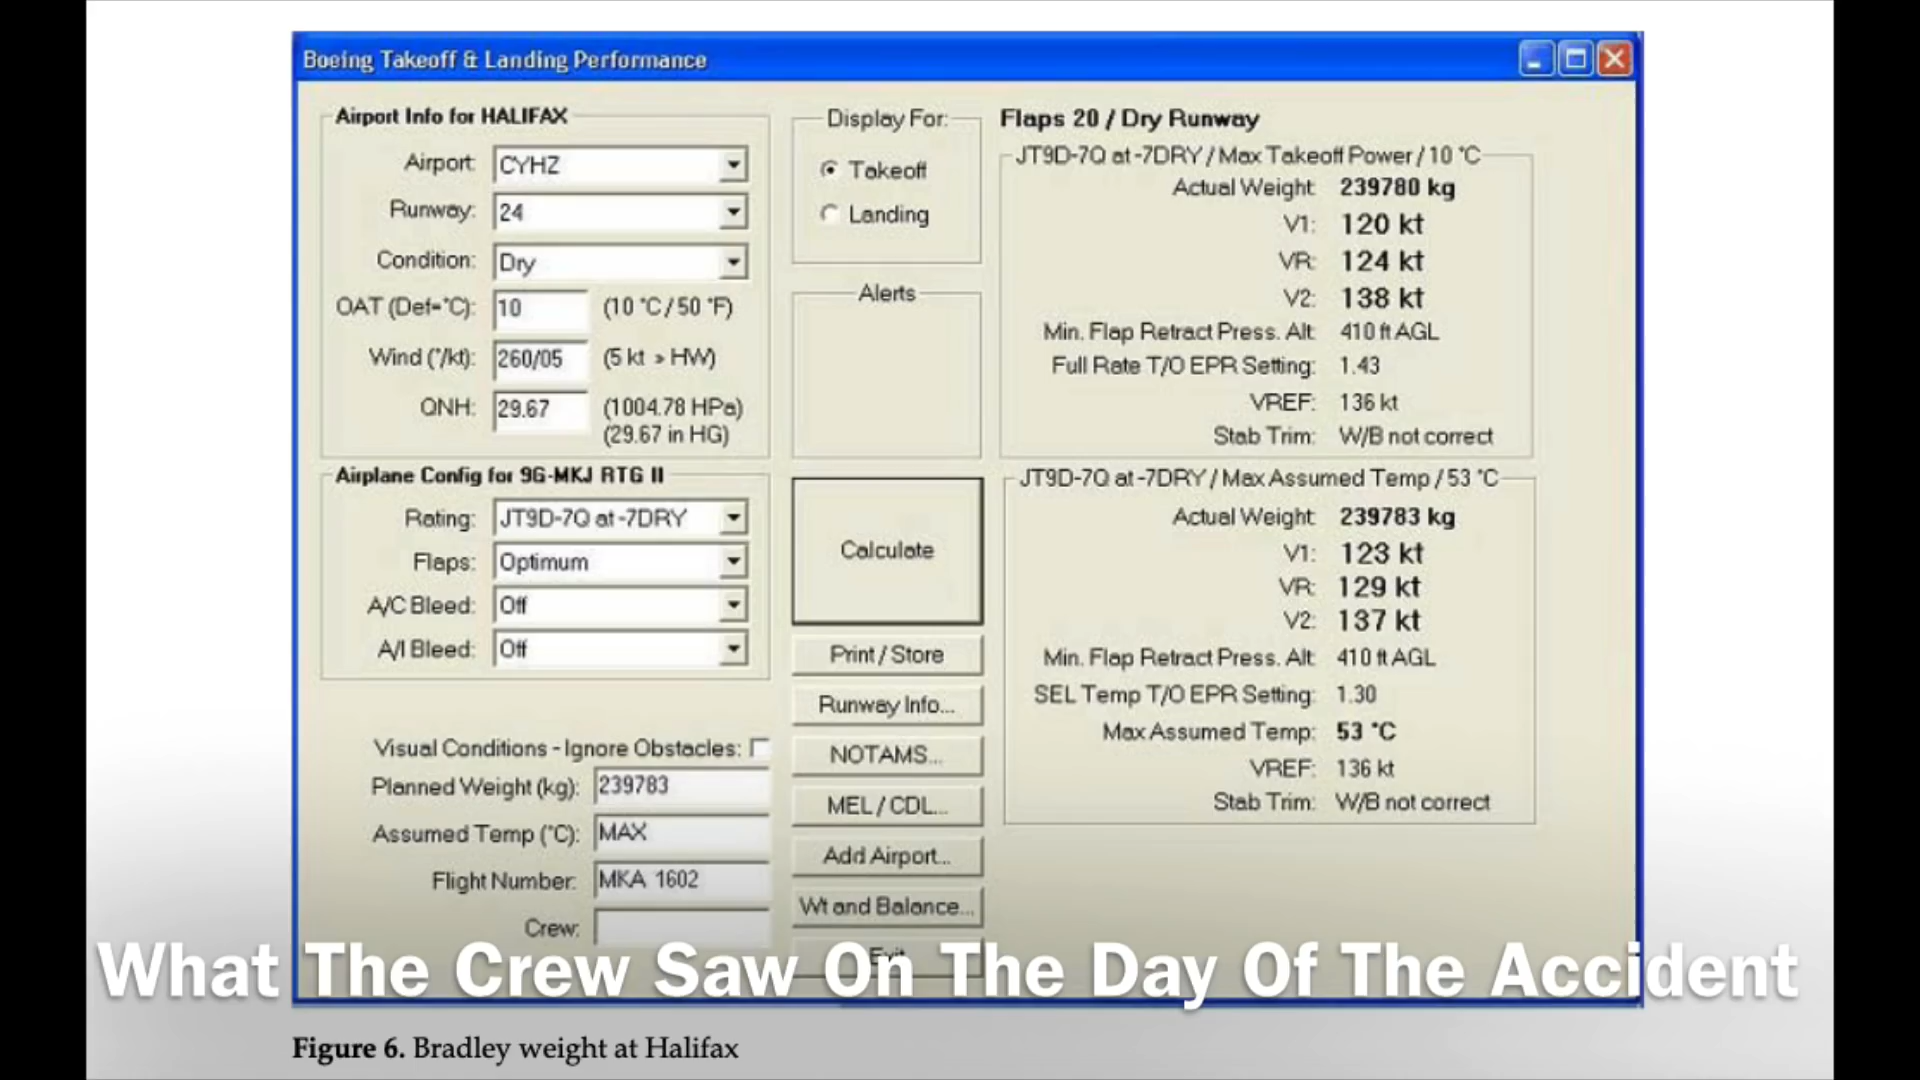 Boeing Takeoff & Landing Performance
Airport Info for HALIFAX
Airport: CYHZ
Runway: 24
Condition: Dry
OAT (Def=°C): 10 (10 °C / 50 °F)
Wind (°/kt): 260/05 (5 kt » HW)
QNH: 29.67 (1004.78 HPa)
(29.67 in HG)
Airplane Config for 9G-MKJ RTG II
Rating: JT9D-7Q at -7DRY
Flaps: Optimum
A/C Bleed: Off
A/I Bleed: Off
Visual Conditions - Ignore Obstacles:
Planned Weight (kg): 239783
Assumed Temp (°C): MAX
Flight Number: MKA 1602
Crew:
Display For:
Takeoff
Landing
Alerts
Calculate
Print / Store
Runway Info...
NOTAMS...
MEL / CDL...
Add Airport...
Wt and Balance...
Exit
Flaps 20 / Dry Runway
JT9D-7Q at -7DRY / Max Takeoff Power / 10 °C
Actual Weight: 239780 kg
V1: 120 kt
VR: 124 kt
V2: 138 kt
Min. Flap Retract Press. Alt: 410 ft AGL
Full Rate T/O EPR Setting: 1.43
VREF: 136 kt
Stab Trim: W/B not correct
JT9D-7Q at -7DRY / Max Assumed Temp / 53 °C
Actual Weight: 239783 kg
V1: 123 kt
VR: 129 kt
V2: 137 kt
Min. Flap Retract Press. Alt: 410 ft AGL
SEL Temp T/O EPR Setting: 1.30
Max Assumed Temp: 53 °C
VREF: 136 kt
Stab Trim: W/B not correct
What The Crew Saw On The Day Of The Accident
Figure 6. Bradley weight at Halifax